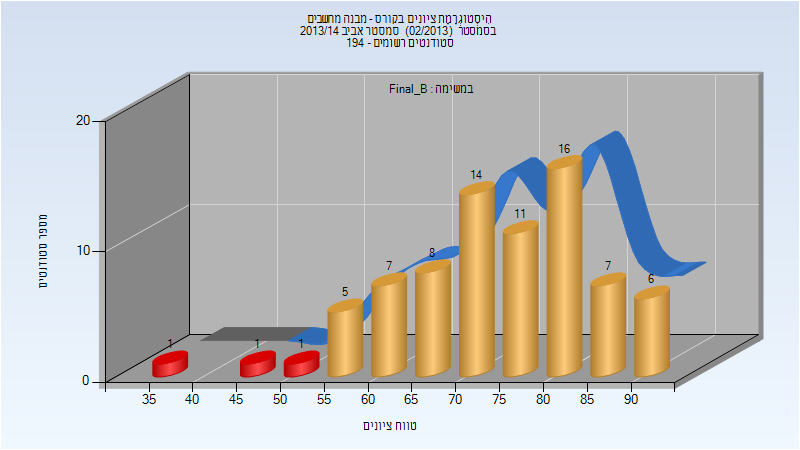 היסטוגרמת ציונים בקורס - מבנה מחשבים
בסמסטר (02/2013) סמסטר אביב 2013/14
סטודנטים רשומים - 194
במשימה : Final_B
20
10
0
מספר סטודנטים
1
1
1
5
7
8
14
11
16
7
6
35 40 45 50 55 60 65 70 75 80 85 90
טווח ציונים